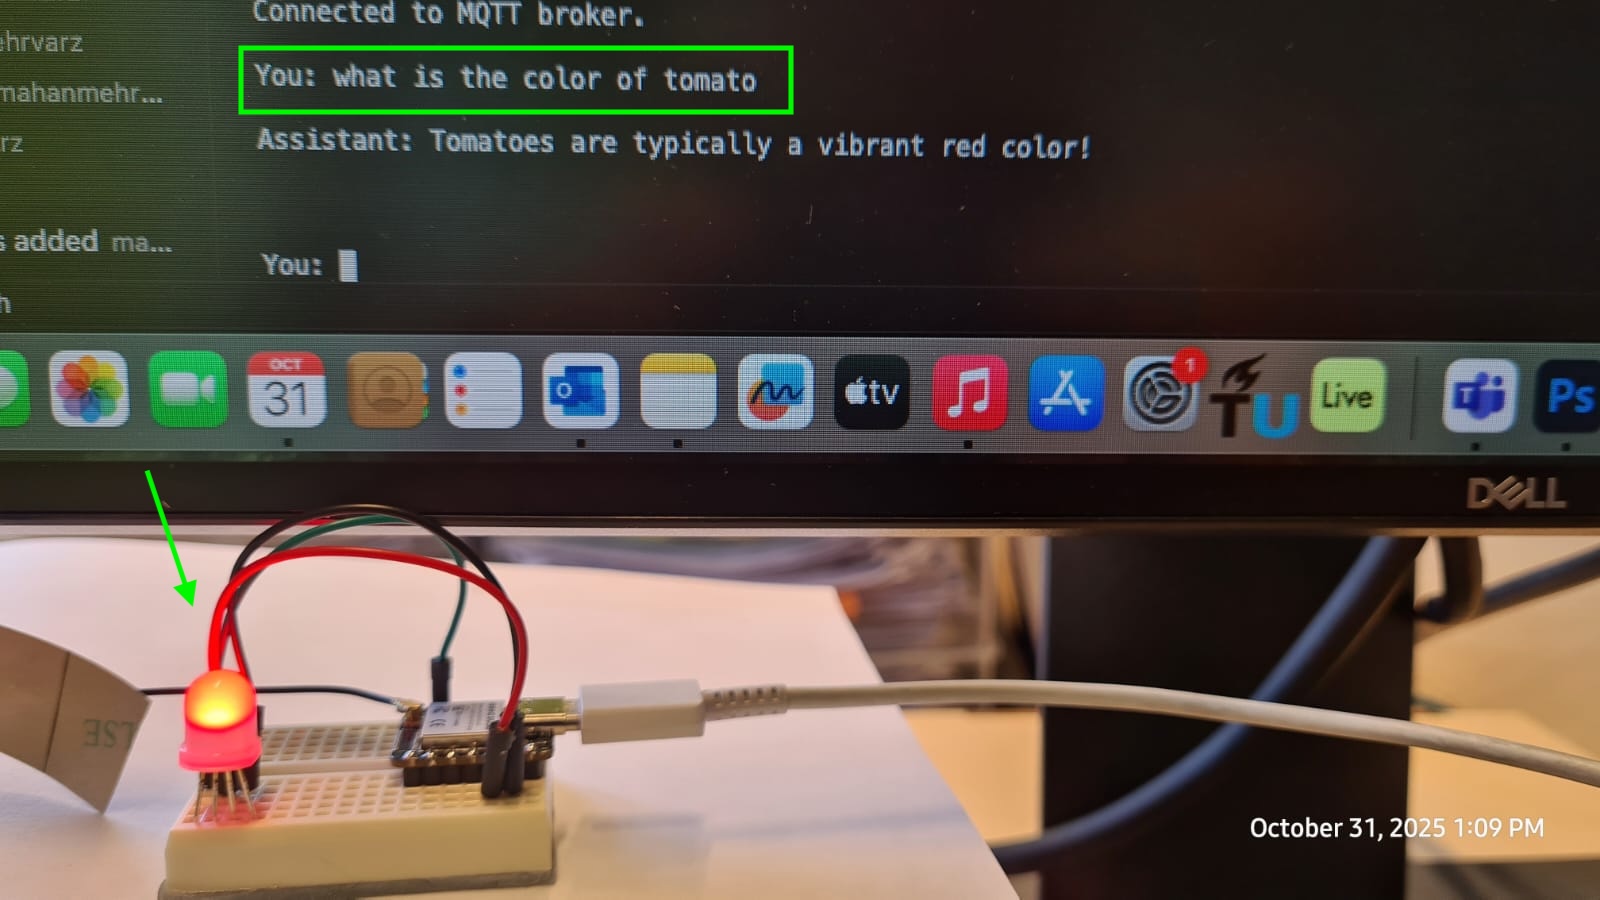 Connected to MQTT broker.
ehrvarz
You: what is the color of tomato
mahanmehr...
Assistant: Tomatoes are typically a vibrant red color!
rz
s added ma...
You:
h
OCT
31
tv
1
TU
Live
Ps
DELL
October 31, 2025 1:09 PM